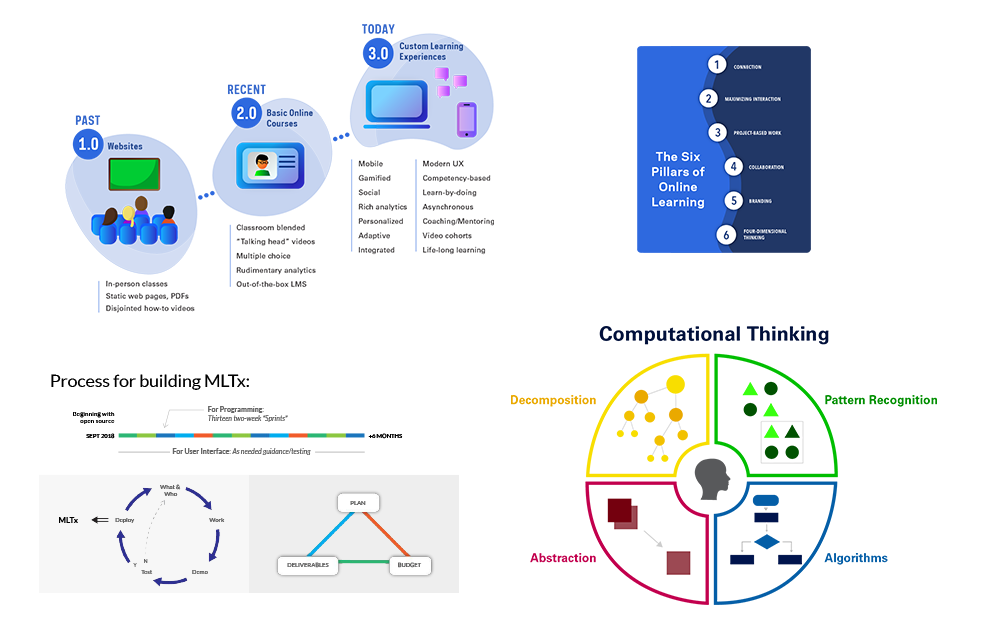 PAST
1.0
Websites
In-person classes
Static web pages, PDFs
Disjointed how-to videos
RECENT
2.0
Basic Online
Courses
Classroom blended
“Talking head” videos
Multiple choice
Rudimentary analytics
Out-of-the-box LMS
TODAY
3.0
Custom Learning
Experiences
Mobile
Gamified
Social
Rich analytics
Personalized
Adaptive
Integrated
Modern UX
Competency-based
Learn-by-doing
Asynchronous
Coaching/Mentoring
Video cohorts
Life-long learning
The Six
Pillars of
Online
Learning
1 CONNECTION
2 MAXIMIZING INTERACTION
3 PROJECT-BASED WORK
4 COLLABORATION
5 BRANDING
6 FOUR-DIMENSIONAL
THINKING
Process for building MLTx:
Beginning with
open source
For Programming:
Thirteen two-week "Sprints"
SEPT 2018
+6 MONTHS
For User Interface: As needed guidance/testing
What &
Who
MLTx
Deploy
Work
Y
N
Test
Demo
PLAN
DELIVERABLES
BUDGET
Computational Thinking
Decomposition
Pattern Recognition
Abstraction
Algorithms